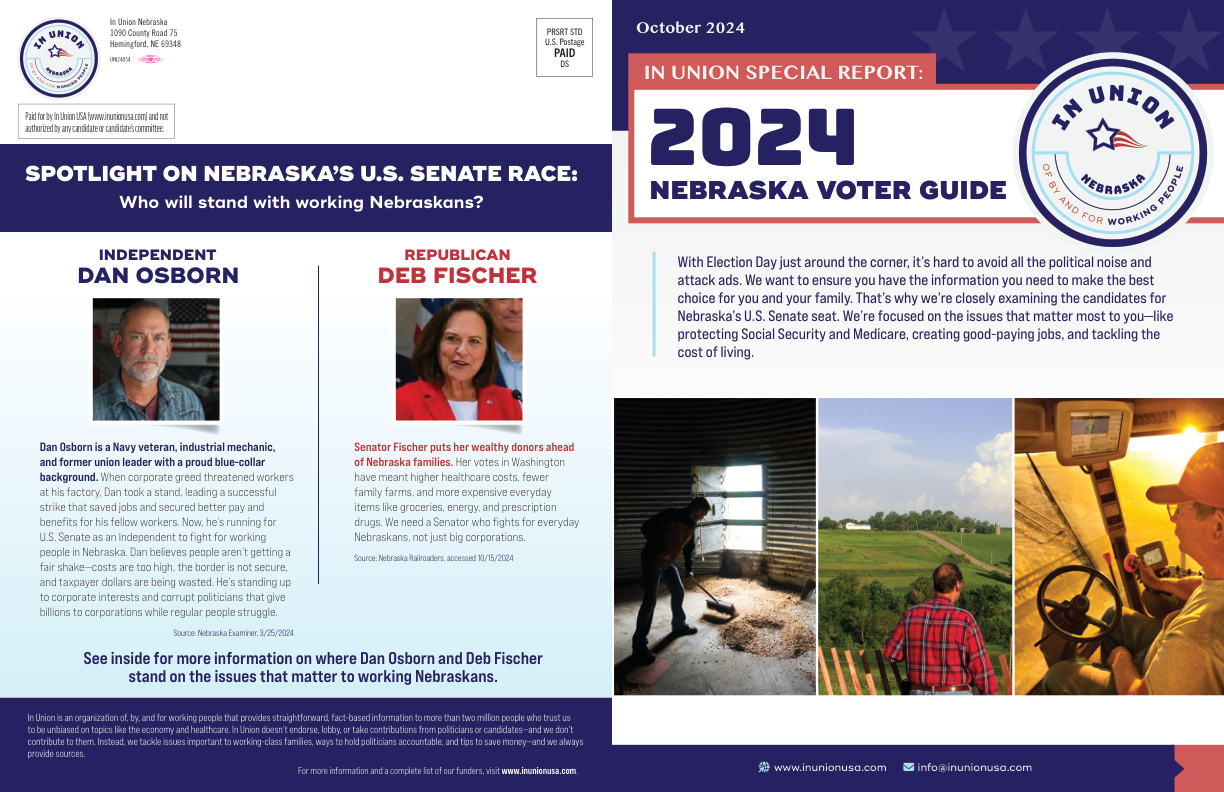 IN UNION
NEBRASKA
OF BY AND FOR WORKING PEOPLE
In Union Nebraska
1090 County Road 75
Hemingford, NE 69348
UNI24054
Paid for by In Union USA (www.inunionusa.com) and not
authorized by any candidate or candidate's committee.
PRSRT STD
U.S. Postage
PAID
DS
SPOTLIGHT ON NEBRASKA'S U.S. SENATE RACE:
Who will stand with working Nebraskans?
INDEPENDENT
DAN OSBORN
Dan Osborn is a Navy veteran, industrial mechanic,
and former union leader with a proud blue-collar
background. When corporate greed threatened workers
at his factory, Dan took a stand, leading a successful
strike that saved jobs and secured better pay and
benefits for his fellow workers. Now, he's running for
U.S. Senate as an Independent to fight for working
people in Nebraska. Dan believes people aren't getting a
fair shake—costs are too high, the border is not secure,
and taxpayer dollars are being wasted. He's standing up
to corporate interests and corrupt politicians that give
billions to corporations while regular people struggle.
Source: Nebraska Examiner, 3/25/2024
REPUBLICAN
DEB FISCHER
Senator Fischer puts her wealthy donors ahead
of Nebraska families. Her votes in Washington
have meant higher healthcare costs, fewer
family farms, and more expensive everyday
items like groceries, energy, and prescription
drugs. We need a Senator who fights for everyday
Nebraskans, not just big corporations.
Source: Nebraska Railroaders, accessed 10/15/2024
See inside for more information on where Dan Osborn and Deb Fischer
stand on the issues that matter to working Nebraskans.
In Union is an organization of, by, and for working people that provides straightforward, fact-based information to more than two million people who trust us
to be unbiased on topics like the economy and healthcare. In Union doesn't endorse, lobby, or take contributions from politicians or candidates—and we don't
contribute to them. Instead, we tackle issues important to working-class families, ways to hold politicians accountable, and tips to save money—and we always
provide sources.
For more information and a complete list of our funders, visit www.inunionusa.com.
October 2024
IN UNION SPECIAL REPORT:
2024
NEBRASKA VOTER GUIDE
IN UNION
NEBRASKA
OF BY AND FOR WORKING PEOPLE
With Election Day just around the corner, it's hard to avoid all the political noise and
attack ads. We want to ensure you have the information you need to make the best
choice for you and your family. That's why we're closely examining the candidates for
Nebraska's U.S. Senate seat. We're focused on the issues that matter most to you—like
protecting Social Security and Medicare, creating good-paying jobs, and tackling the
cost of living.
www.inunionusa.com
info@inunionusa.com